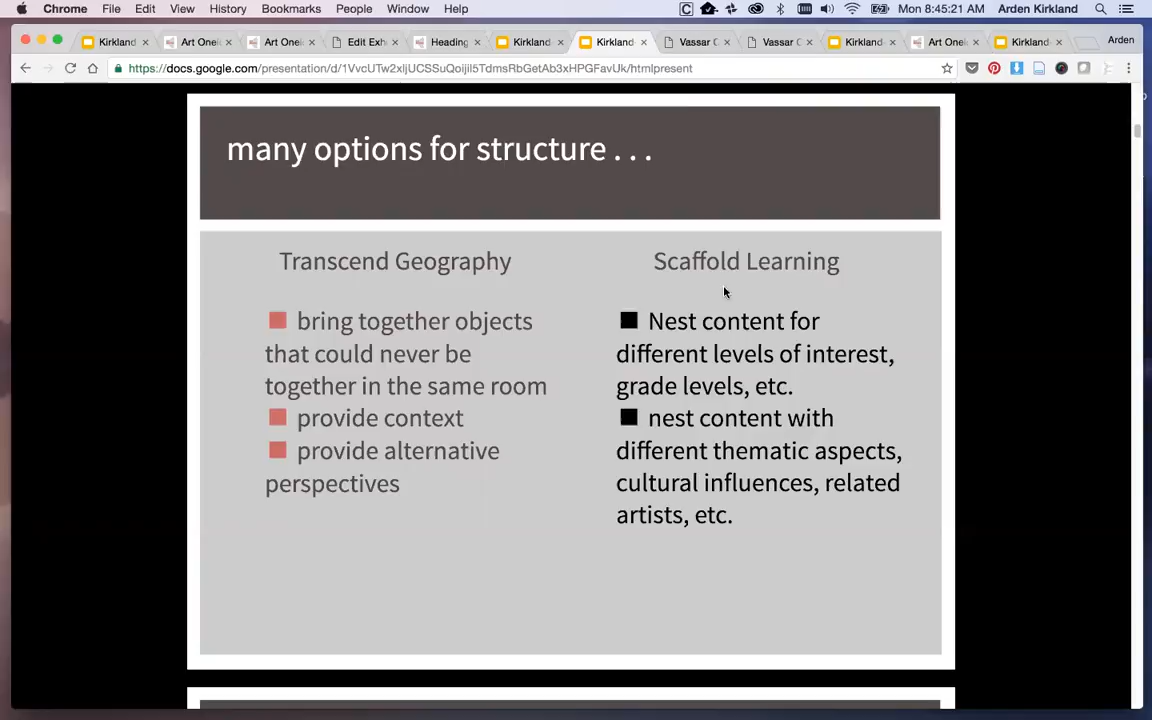 Chrome File Edit View History Bookmarks People Window Help Mon 8:45:21 AM Arden Kirkland
Kirkland- Art Onei Art Onei Edit Exh Heading Kirkland Kirkland- Vassar C Vassar C Kirkland- Art Onei Kirkland- Arden
https://docs.google.com/presentation/d/1VvcUTw2xljUCSSuQoijil5TdmsRbGetAb3xHPGFavUk/htmlpresent
many options for structure . . .
Transcend Geography
bring together objects
that could never be
together in the same room
provide context
provide alternative
perspectives
Scaffold Learning
Nest content for
different levels of interest,
grade levels, etc.
nest content with
different thematic aspects,
cultural influences, related
artists, etc.